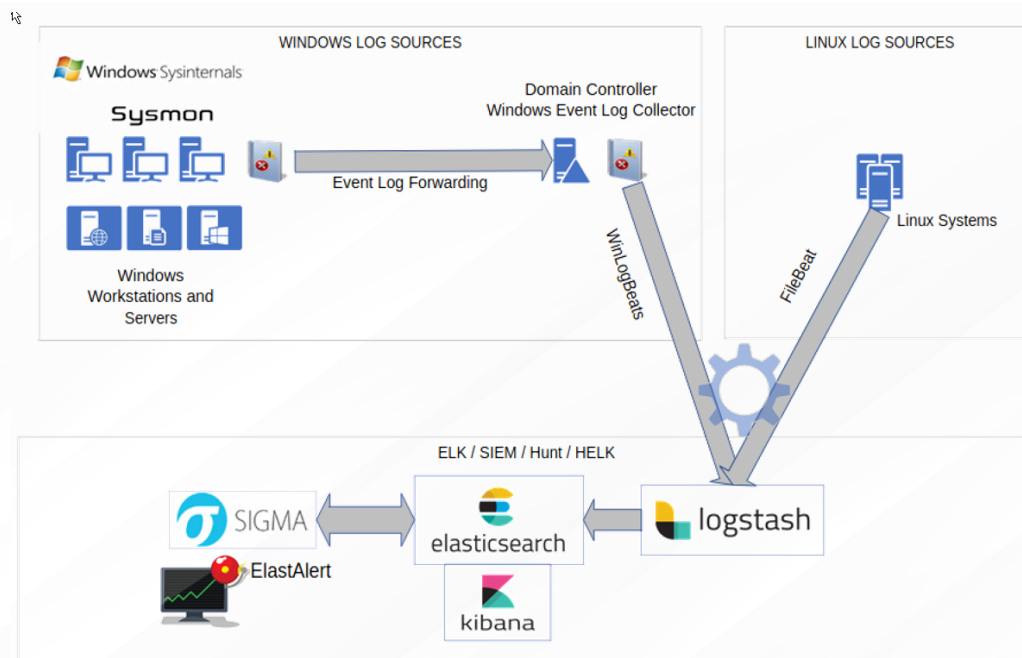 WINDOWS LOG SOURCES
LINUX LOG SOURCES
Windows Sysinternals
Sysmon
Domain Controller
Windows Event Log Collector
Event Log Forwarding
Linux Systems
WinLogBeats
FileBeat
Windows
Workstations and
Servers
ELK / SIEM / Hunt / HELK
SIGMA
elasticsearch
logstash
ElastAlert
kibana